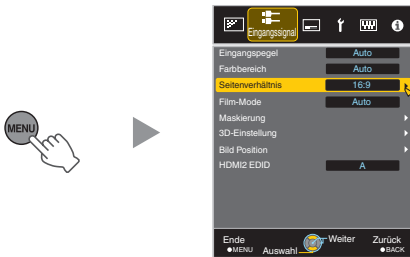 MENU
Eingangssignal
Eingangspegel Auto
Farbbereich Auto
Seitenverhältnis 16:9
Film-Mode Auto
Maskierung
3D-Einstellung
Bild Position
HDMI2 EDID A
Ende Weiter Zurück
MENU Auswahl BACK